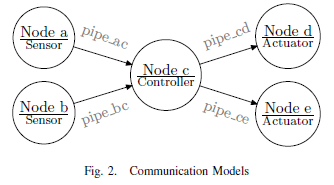 Node a
Sensor
pipe_ac
Node b
Sensor
pipe_bc
Node c
Controller
pipe_cd
Node d
Actuator
pipe_ce
Node e
Actuator
Fig. 2. Communication Models